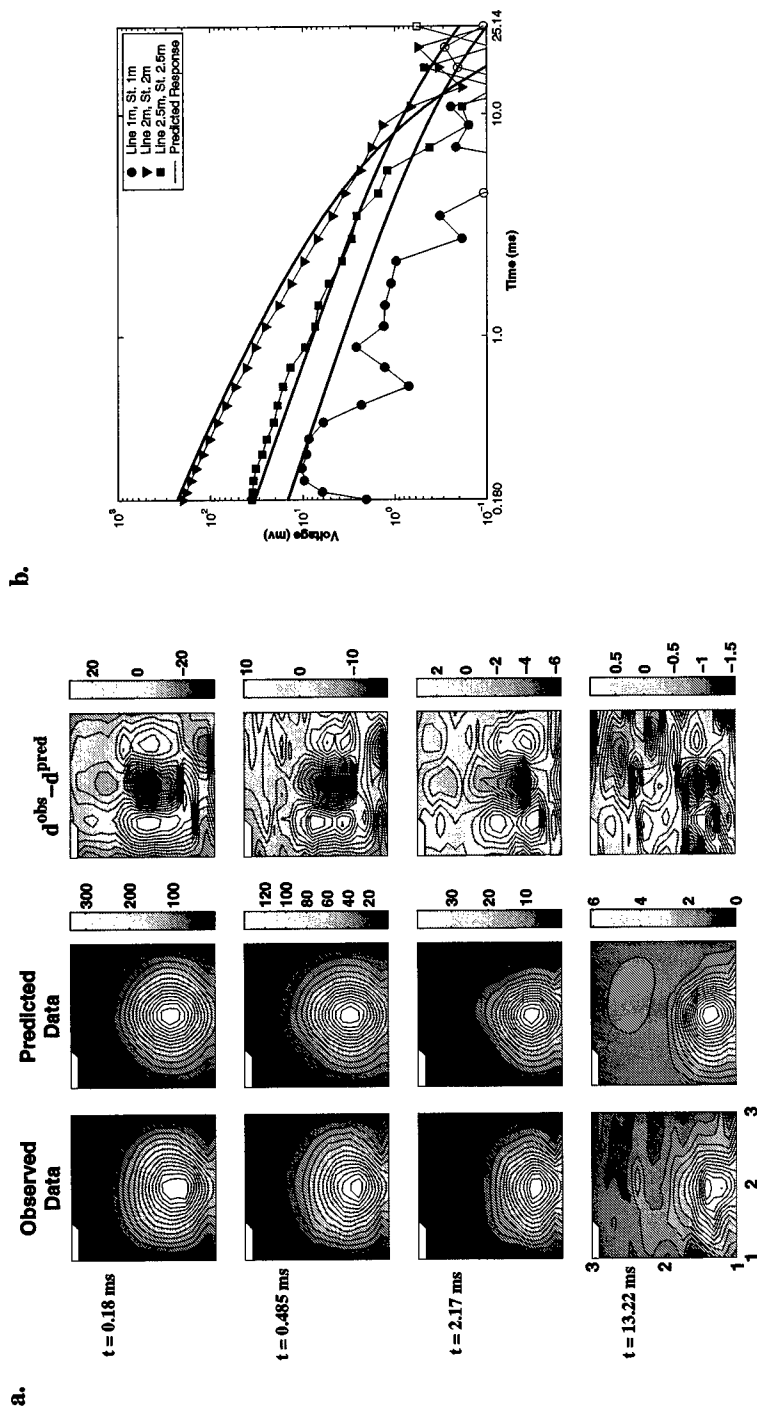 a.
Observed
Data
Predicted
Data
d^obs–d^pred
t = 0.18 ms
300
200
100
20
0
-20
t = 0.485 ms
120
100
80
60
40
20
10
0
-10
t = 2.17 ms
30
20
10
2
0
-2
-4
-6
t = 13.22 ms
3
2
1
1
2
3
6
4
2
0
0.5
0
-0.5
-1
-1.5
b.
Line 1m, St. 1m
Line 2m, St. 2m
Line 2.5m, St. 2.5m
Predicted Response
Voltage (mv)
10^3
10^2
10^1
10^0
10^-1
0.180
1.0
10.0
25.14
Time (ms)